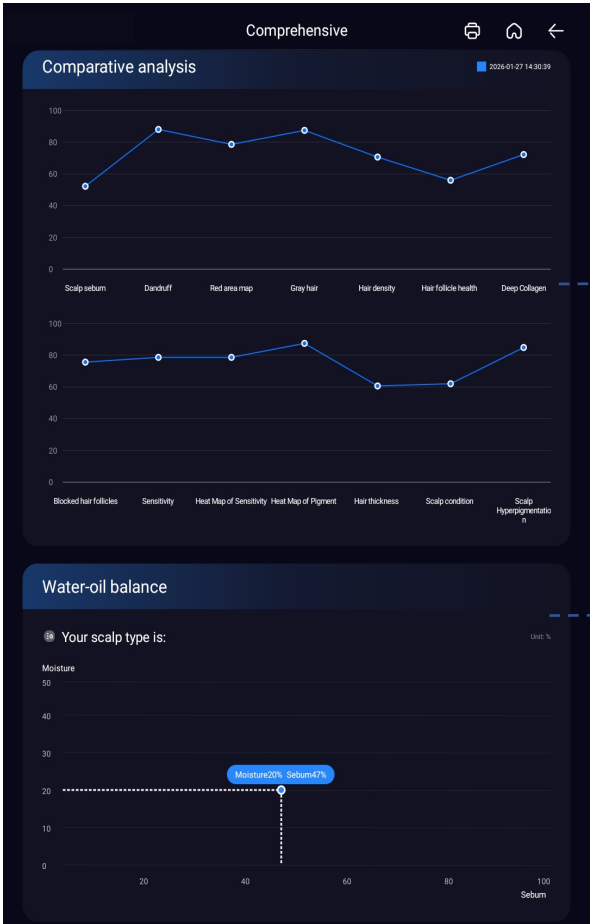 Comprehensive
Comparative analysis
2026-01-27 14:30:39
100
80
60
40
20
0
Scalp sebum Dandruff Red area map Gray hair Hair density Hair follicle health Deep Collagen
100
80
60
40
20
0
Blocked hair follicles Sensitivity Heat Map of Sensitivity Heat Map of Pigment Hair thickness Scalp condition Scalp
Hyperpigmentatio
n
Water-oil balance
Your scalp type is:
Unit: %
Moisture
50
40
30
Moisture20% Sebum47%
20
10
0
20 40 60 80 100
Sebum